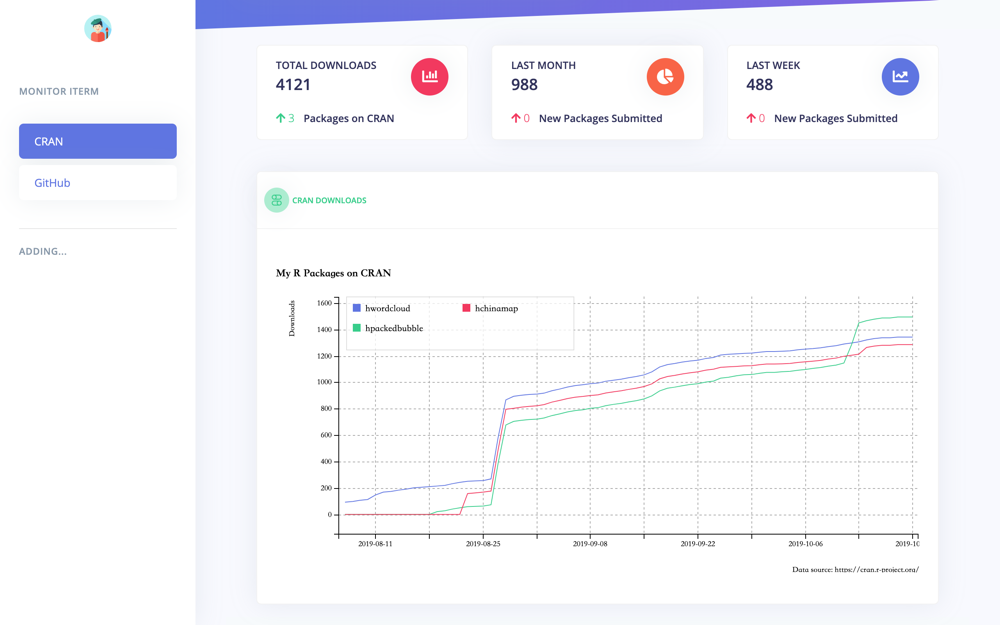 MONITOR ITERM
CRAN
GitHub
ADDING...
TOTAL DOWNLOADS
4121
3 Packages on CRAN
LAST MONTH
988
0 New Packages Submitted
LAST WEEK
488
0 New Packages Submitted
CRAN DOWNLOADS
My R Packages on CRAN
Downloads
hwordcloud
hchinamap
hpackedbubble
1600
1400
1200
1000
800
600
400
200
0
2019-08-11
2019-08-25
2019-09-08
2019-09-22
2019-10-06
2019-10
Data source: https://cran.r-project.org/